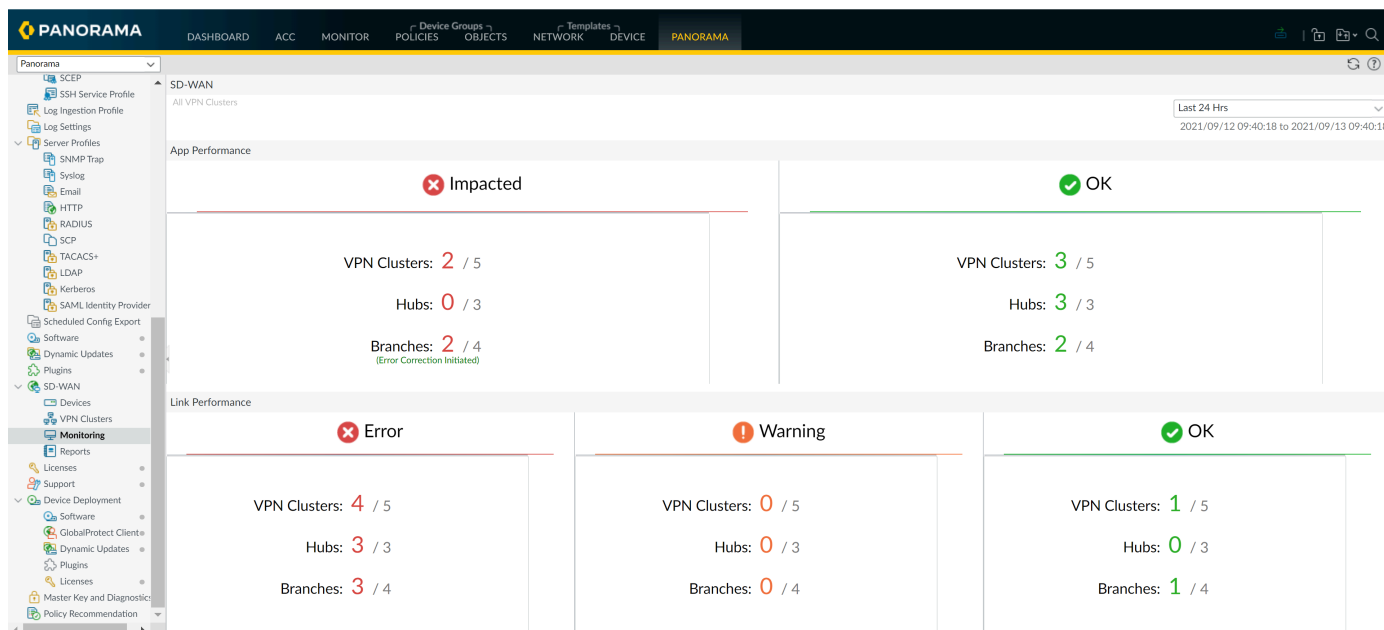 PANORAMA
DASHBOARD ACC MONITOR Device Groups POLICIES OBJECTS Templates NETWORK DEVICE PANORAMA
Panorama
SCEP
SSH Service Profile
Log Ingestion Profile
Log Settings
Server Profiles
SNMP Trap
Syslog
Email
HTTP
RADIUS
SCP
TACACS+
LDAP
Kerberos
SAML Identity Provider
Scheduled Config Export
Software
Dynamic Updates
Plugins
SD-WAN
Devices
VPN Clusters
Monitoring
Reports
Licenses
Support
Device Deployment
Software
GlobalProtect Client
Dynamic Updates
Plugins
Licenses
Master Key and Diagnostics
Policy Recommendation
SD-WAN
All VPN Clusters
Last 24 Hrs
2021/09/12 09:40:18 to 2021/09/13 09:40:18
App Performance
Impacted
VPN Clusters: 2 / 5
Hubs: 0 / 3
Branches: 2 / 4
(Error Correction Initiated)
OK
VPN Clusters: 3 / 5
Hubs: 3 / 3
Branches: 2 / 4
Link Performance
Error
VPN Clusters: 4 / 5
Hubs: 3 / 3
Branches: 3 / 4
Warning
VPN Clusters: 0 / 5
Hubs: 0 / 3
Branches: 0 / 4
OK
VPN Clusters: 1 / 5
Hubs: 0 / 3
Branches: 1 / 4